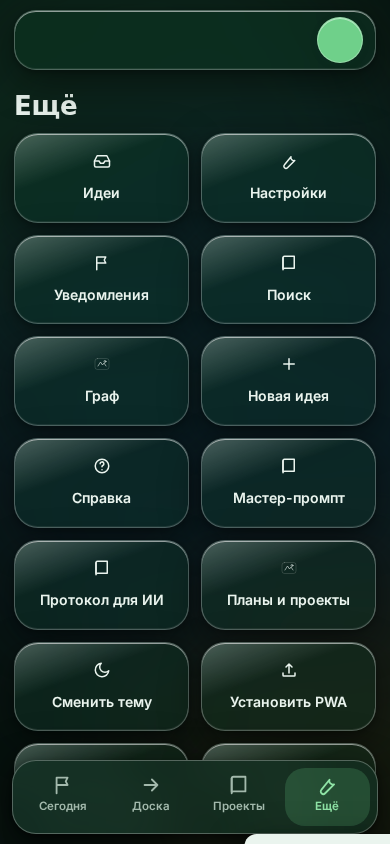 Ещё
Идеи
Настройки
Уведомления
Поиск
Граф
Новая идея
Справка
Мастер-промпт
Протокол для ИИ
Планы и проекты
Сменить тему
Установить PWA
Сегодня
Доска
Проекты
Ещё